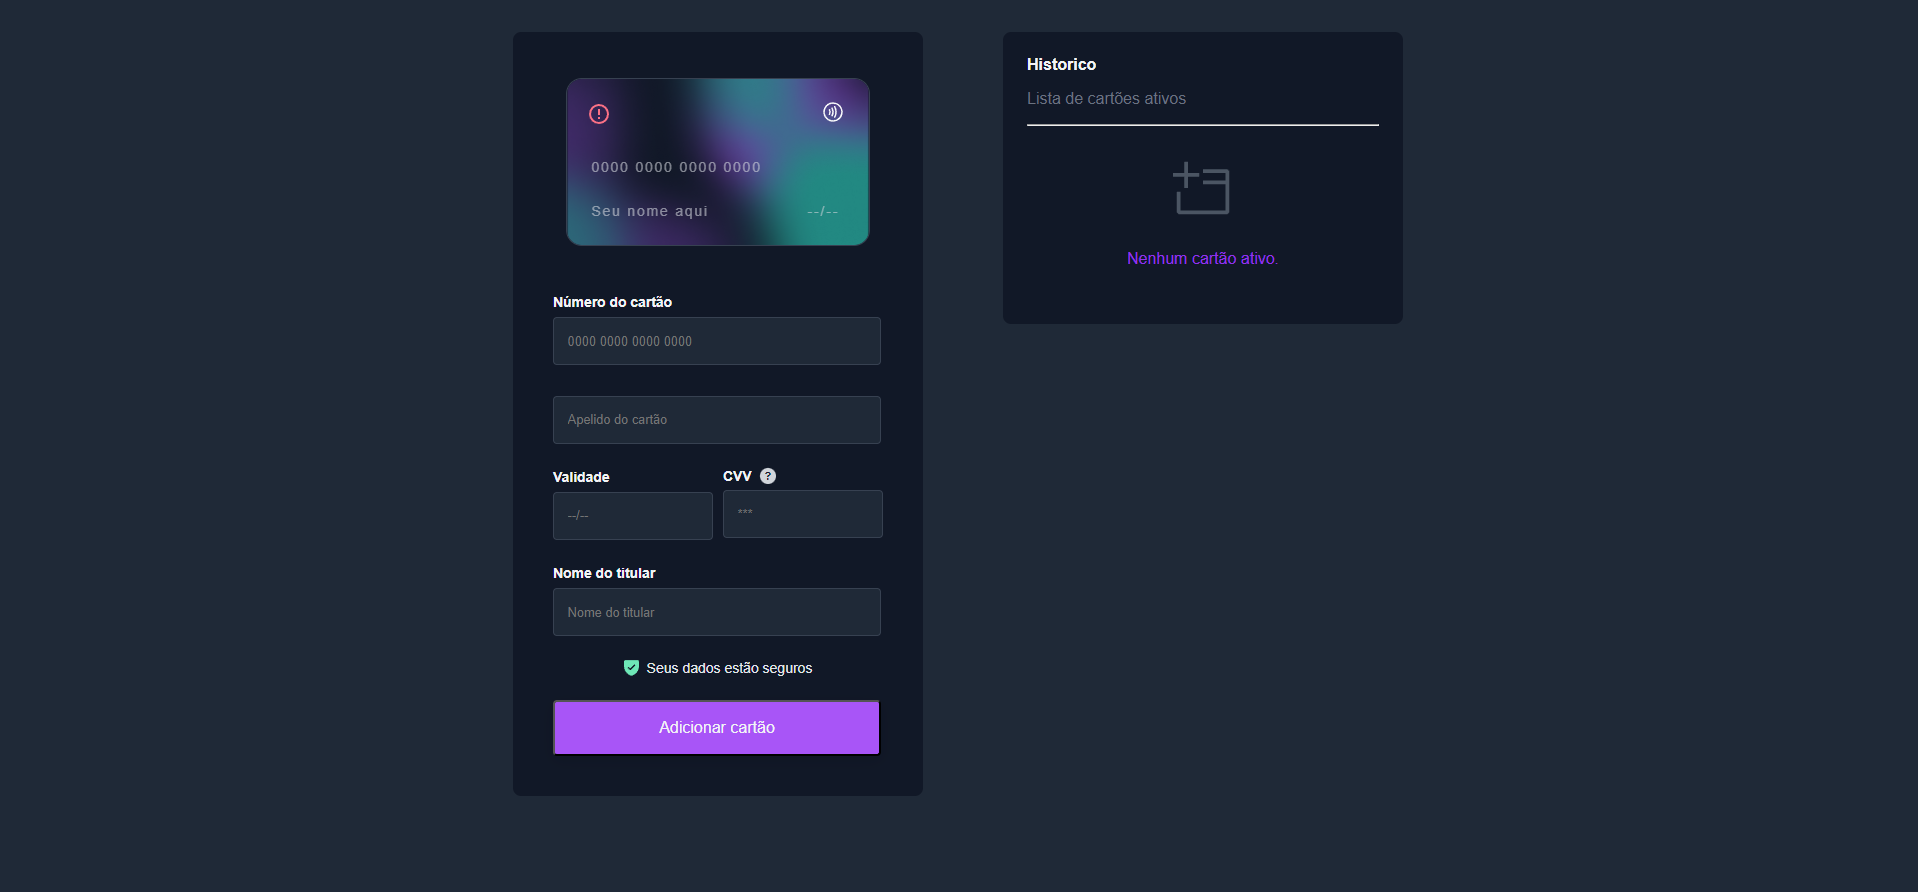 0000 0000 0000 0000
Seu nome aqui --/--
Número do cartão
0000 0000 0000 0000
Apelido do cartão
Validade
--/--
CVV ?
***
Nome do titular
Nome do titular
Seus dados estão seguros
Adicionar cartão
Historico
Lista de cartões ativos
Nenhum cartão ativo.